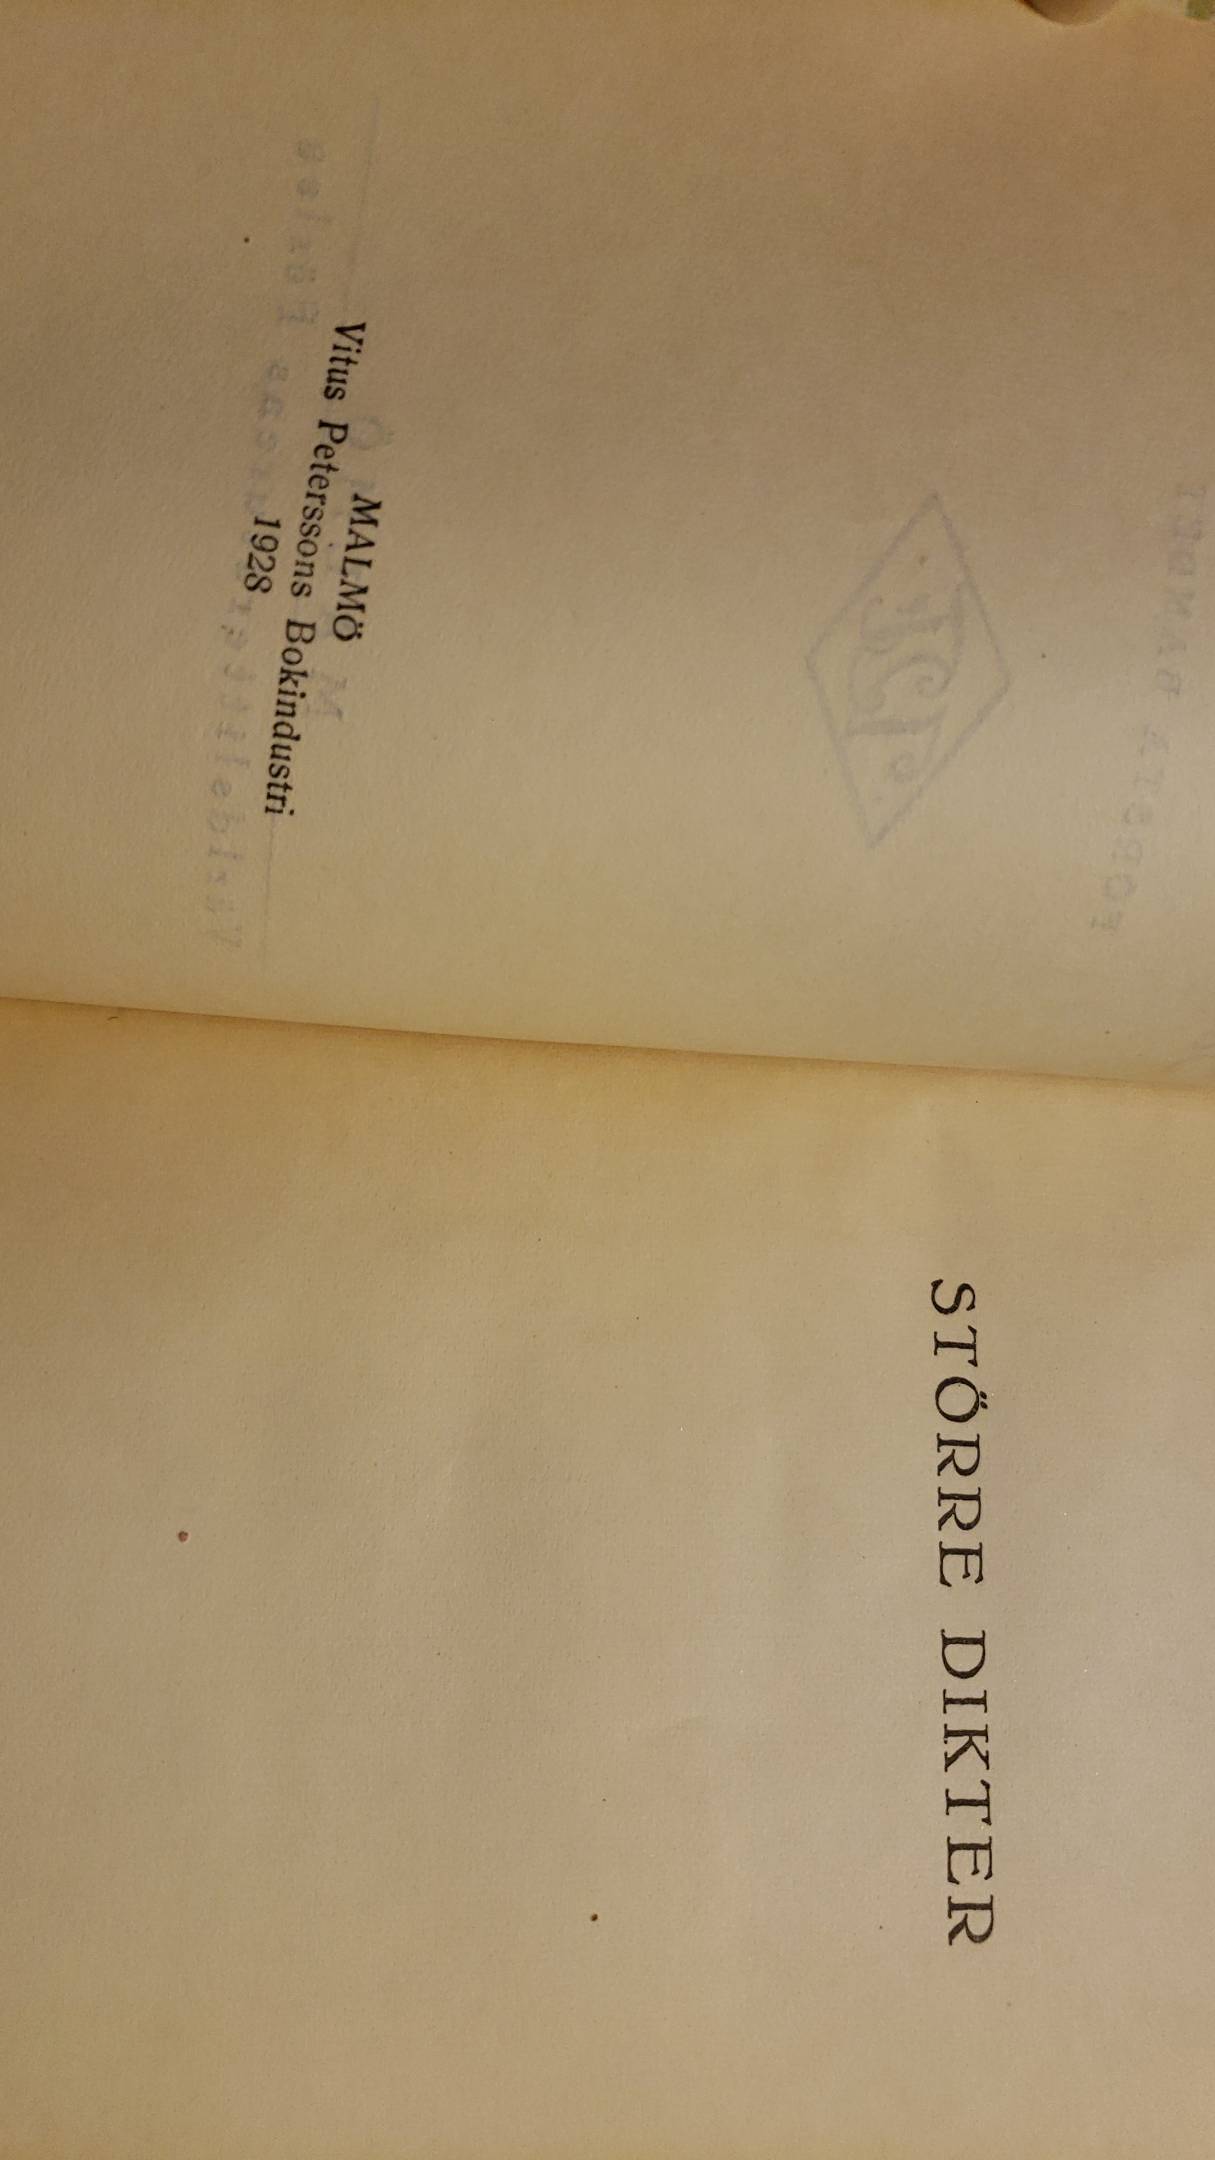 MALMÖ
Vitus Peterssons Bokindustri
1928
STÖRRE DIKTER